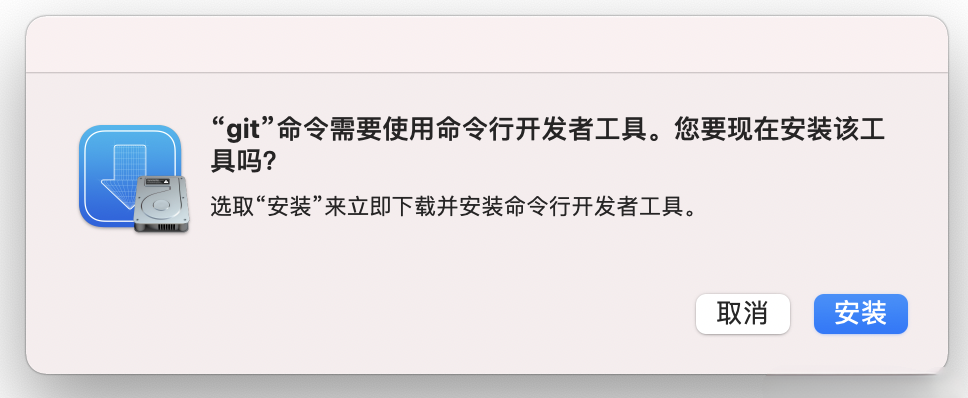 “git”命令需要使用命令行开发者工具。您要现在安装该工
具吗?
选取“安装”来立即下载并安装命令行开发者工具。
取消
安装